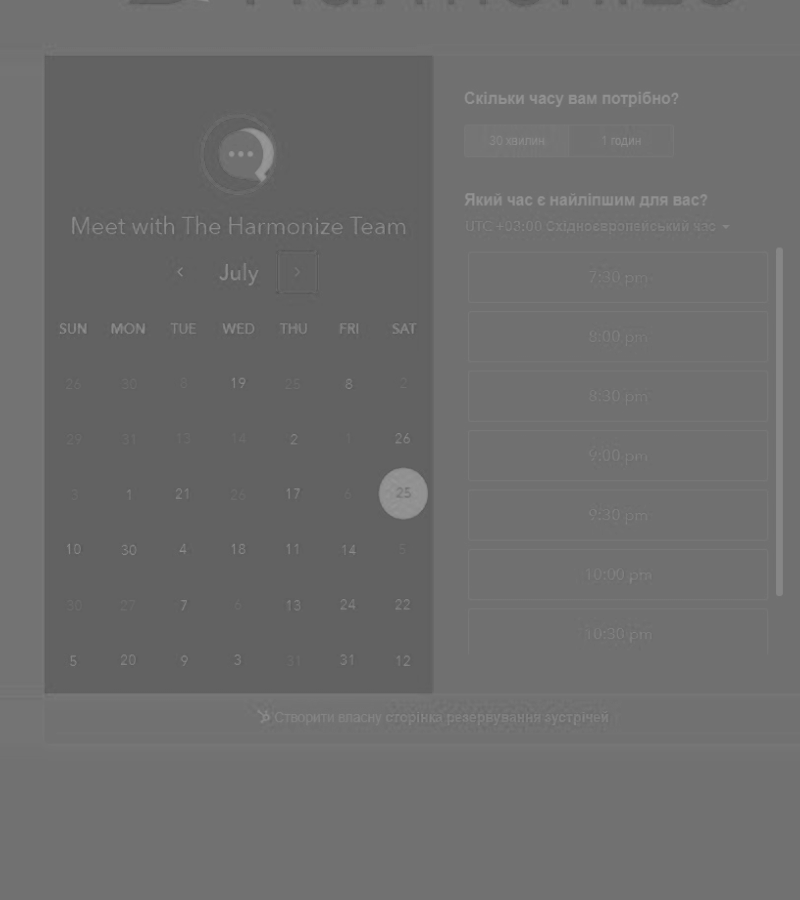 Meet with The Harmonize Team
July
SUN MON TUE WED THU FRI SAT
26 30 8 19 25 8 2
29 31 13 14 2 1 26
3 1 21 26 17 6 25
10 30 4 18 11 14 5
30 27 7 6 13 24 22
5 20 9 3 31 31 12
Скільки часу вам потрібно?
30 хвилин 1 годин
Який час є найліпшим для вас?
UTC +03:00 Східноєвропейський час
7:30 pm
8:00 pm
8:30 pm
9:00 pm
9:30 pm
10:00 pm
10:30 pm
Створити власну сторінка резервування зустрічей